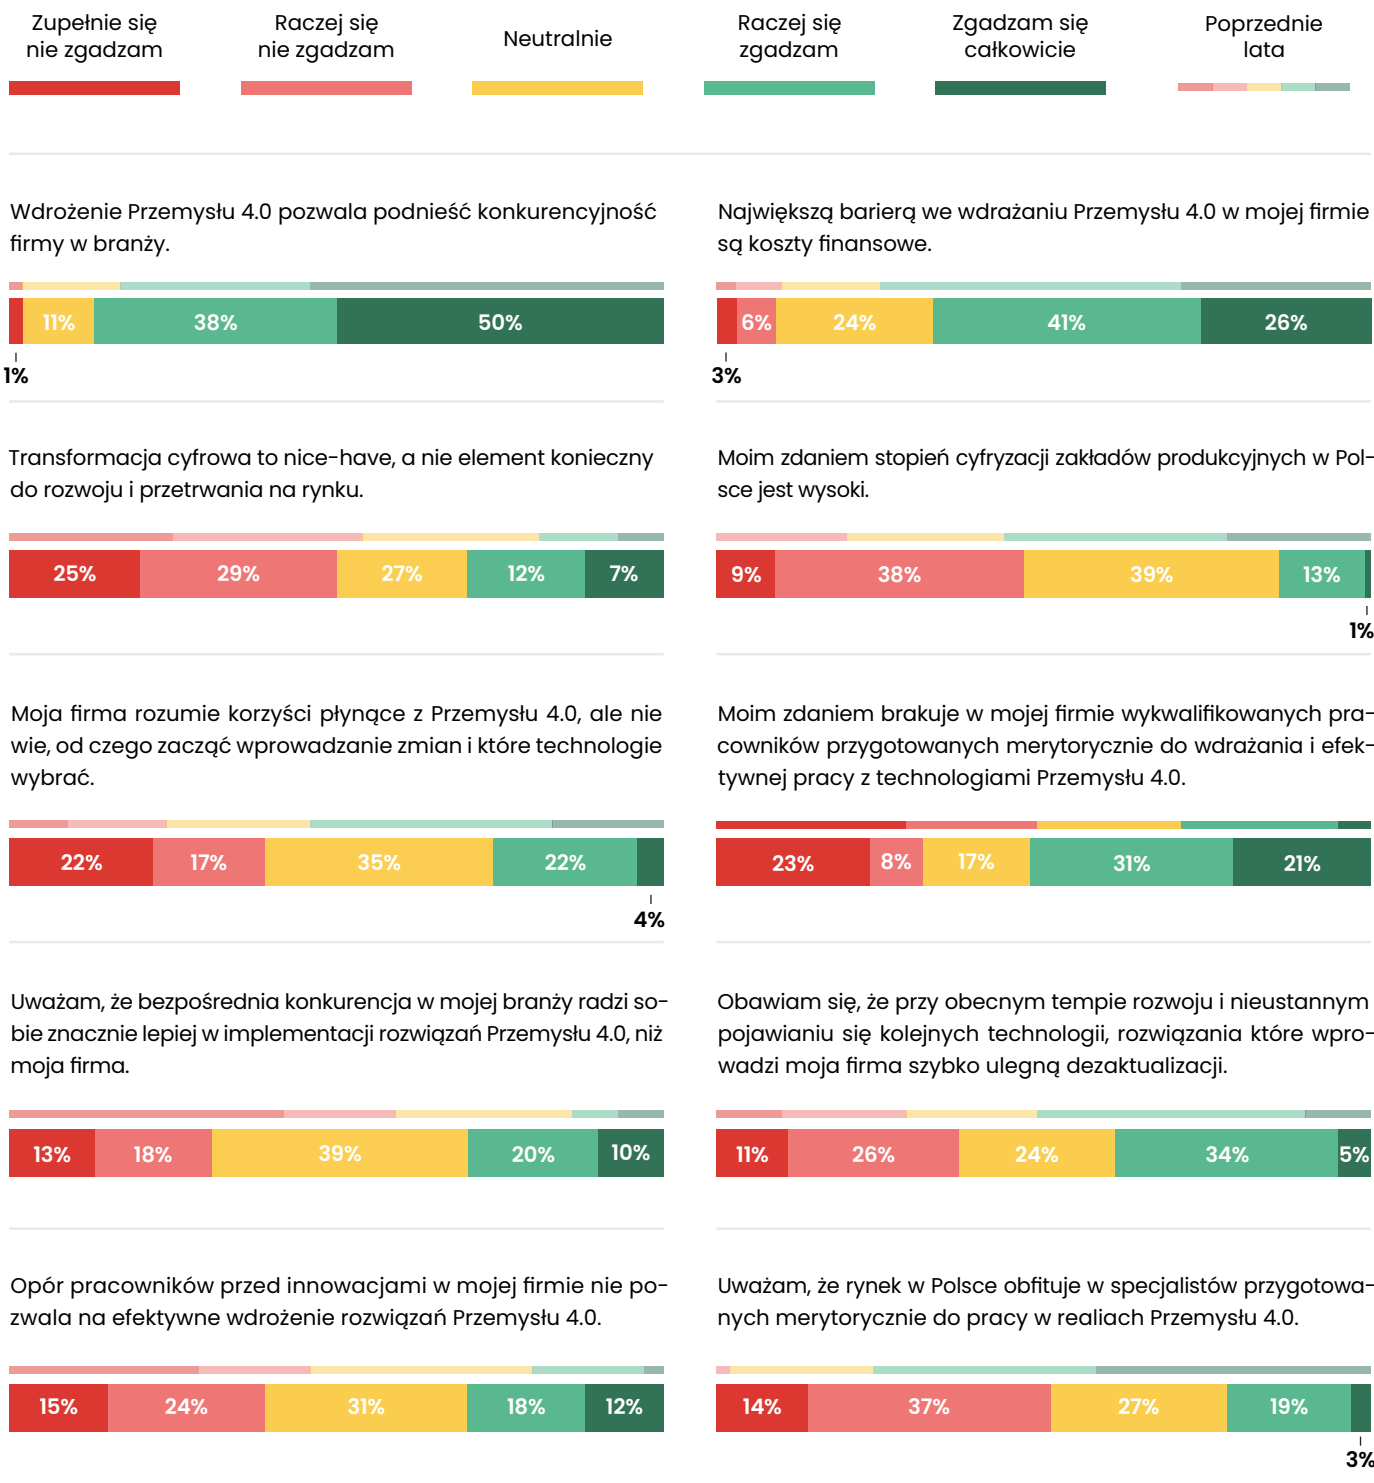 Zupełnie się
nie zgadzam
Raczej się
nie zgadzam
Neutralnie
Raczej się
zgadzam
Zgadzam się
całkowicie
Poprzednie
lata
Wdrożenie Przemysłu 4.0 pozwala podnieść konkurencyjność
firmy w branży.
11% 38% 50%
1%
Największą barierą we wdrażaniu Przemysłu 4.0 w mojej firmie
są koszty finansowe.
6% 24% 41% 26%
3%
Transformacja cyfrowa to nice-have, a nie element konieczny
do rozwoju i przetrwania na rynku.
25% 29% 27% 12% 7%
Moim zdaniem stopień cyfryzacji zakładów produkcyjnych w Pol-
sce jest wysoki.
9% 38% 39% 13%
1%
Moja firma rozumie korzyści płynące z Przemysłu 4.0, ale nie
wie, od czego zacząć wprowadzanie zmian i które technologie
wybrać.
22% 17% 35% 22%
4%
Moim zdaniem brakuje w mojej firmie wykwalifikowanych pra-
cowników przygotowanych merytorycznie do wdrażania i efek-
tywnej pracy z technologiami Przemysłu 4.0.
23% 8% 17% 31% 21%
Uważam, że bezpośrednia konkurencja w mojej branży radzi so-
bie znacznie lepiej w implementacji rozwiązań Przemysłu 4.0, niż
moja firma.
13% 18% 39% 20% 10%
Obawiam się, że przy obecnym tempie rozwoju i nieustannym
pojawianiu się kolejnych technologii, rozwiązania które wpro-
wadzi moja firma szybko ulegną dezaktualizacji.
11% 26% 24% 34% 5%
Opór pracowników przed innowacjami w mojej firmie nie po-
zwala na efektywne wdrożenie rozwiązań Przemysłu 4.0.
15% 24% 31% 18% 12%
Uważam, że rynek w Polsce obfituje w specjalistów przygotowa-
nych merytorycznie do pracy w realiach Przemysłu 4.0.
14% 37% 27% 19%
3%